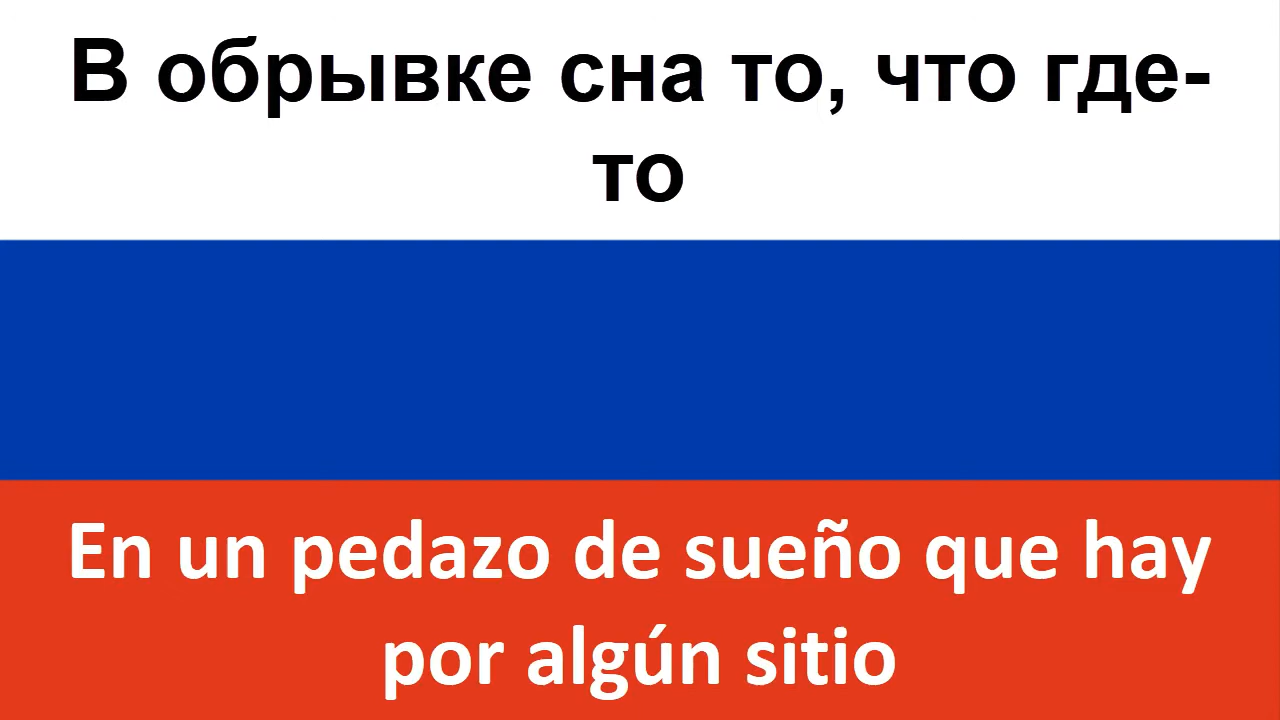 В обрывке сна то, что где-
то
En un pedazo de sueño que hay
por algún sitio